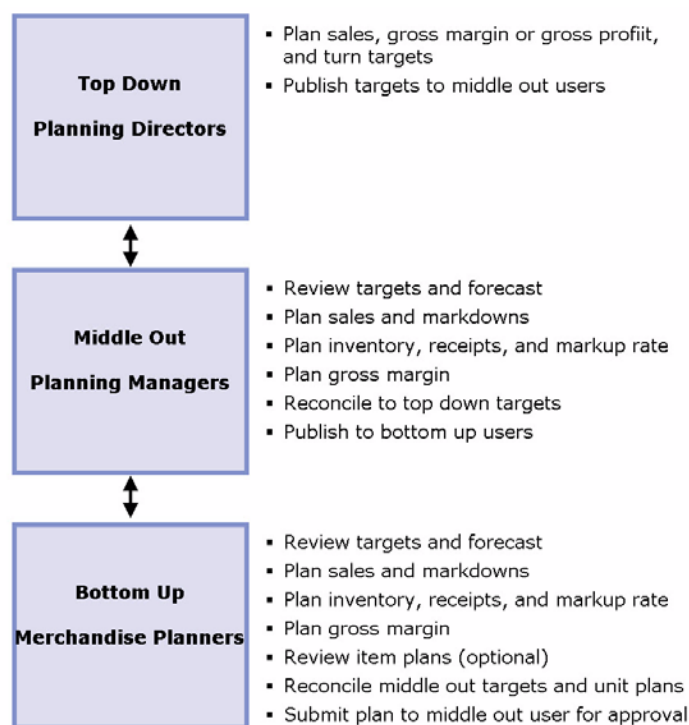 Top Down
Planning Directors
▪ Plan sales, gross margin or gross profiit,
and turn targets
▪ Publish targets to middle out users
Middle Out
Planning Managers
▪ Review targets and forecast
▪ Plan sales and markdowns
▪ Plan inventory, receipts, and markup rate
▪ Plan gross margin
▪ Reconcile to top down targets
▪ Publish to bottom up users
Bottom Up
Merchandise Planners
▪ Review targets and forecast
▪ Plan sales and markdowns
▪ Plan inventory, receipts, and markup rate
▪ Plan gross margin
▪ Review item plans (optional)
▪ Reconcile middle out targets and unit plans
▪ Submit plan to middle out user for approval